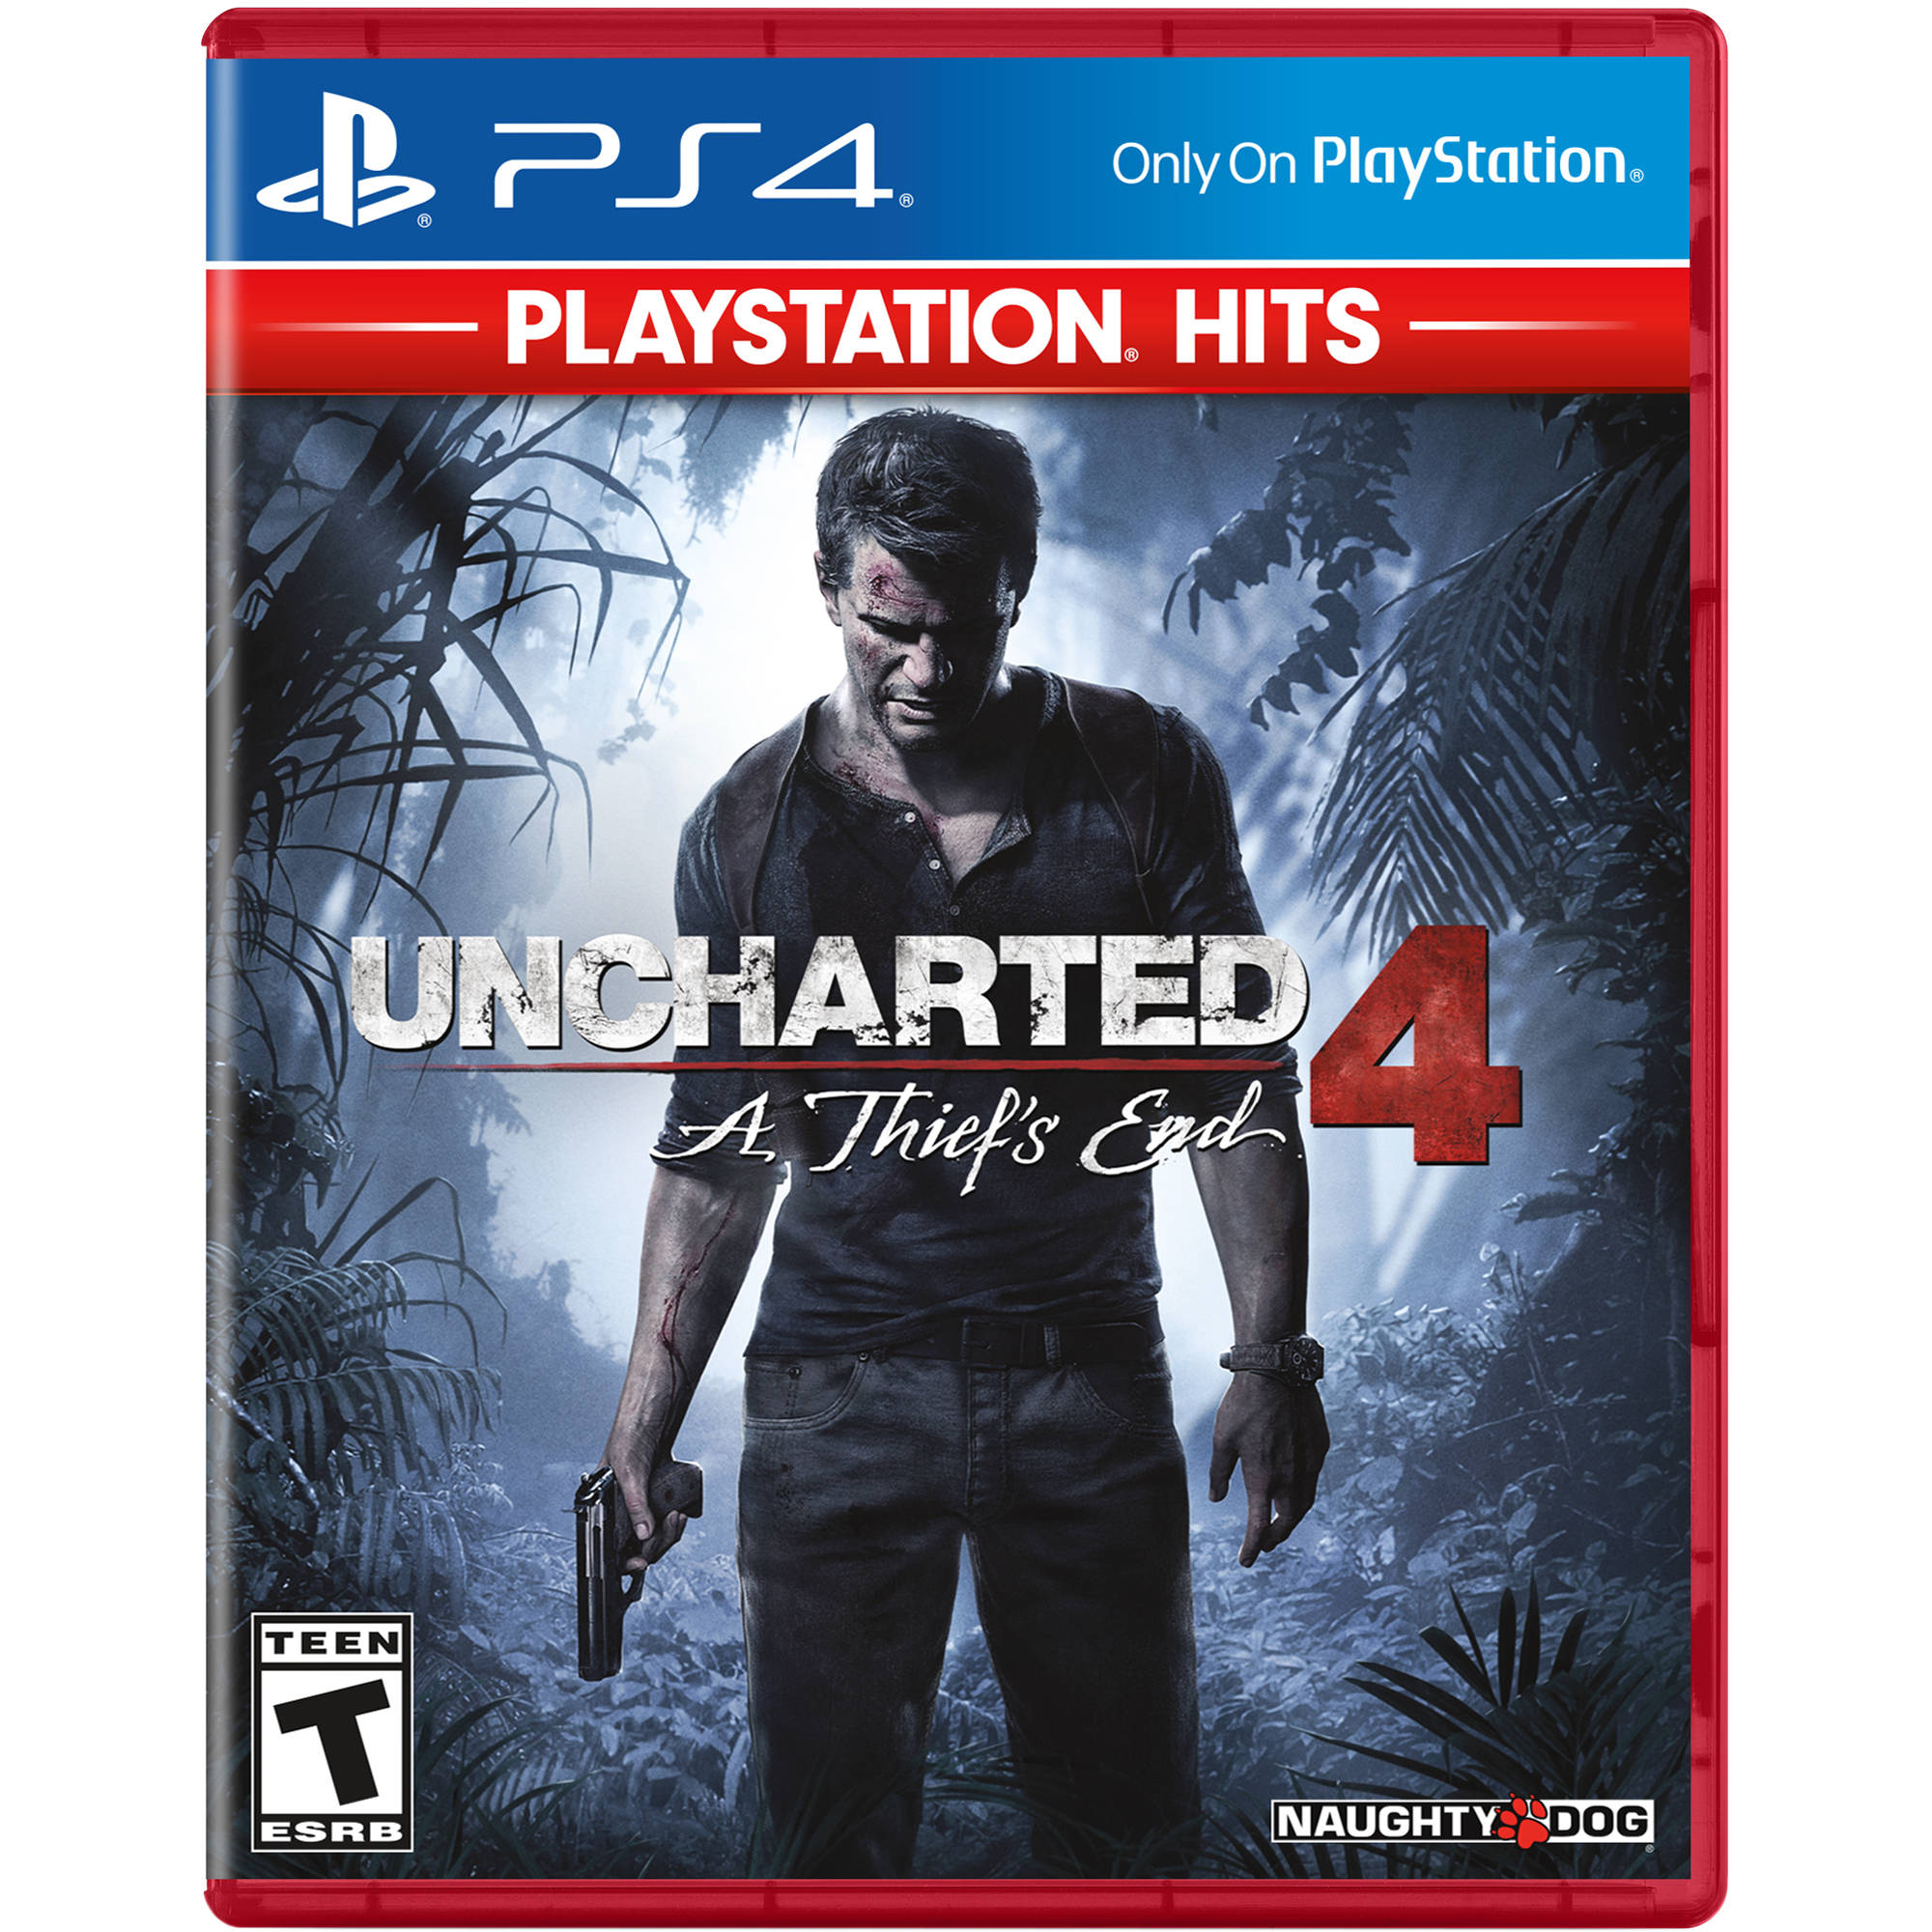 PS4® Only On PlayStation®
PLAYSTATION® HITS
UNCHARTED 4
A Thief's End
TEEN
T
ESRB
NAUGHTY DOG®